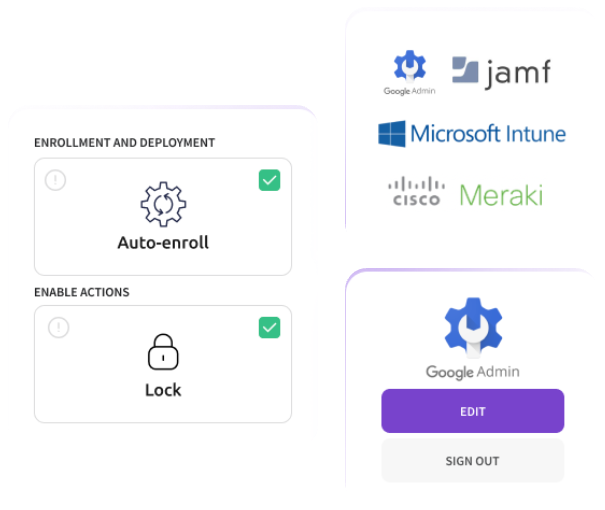 ENROLLMENT AND DEPLOYMENT
Auto-enroll
ENABLE ACTIONS
Lock
Google Admin
jamf
Microsoft Intune
CISCO Meraki
Google Admin
EDIT
SIGN OUT